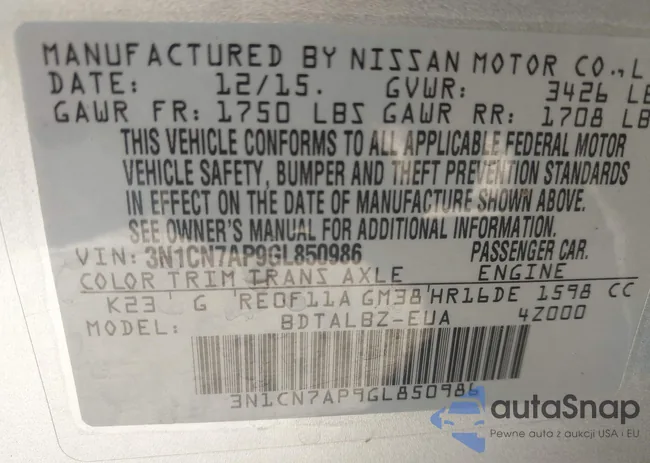 MANUFACTURED BY NISSAN MOTOR CO., L
DATE: 12/15. GVWR: 3426 LB
GAWR FR: 1750 LBS GAWR RR: 1708 LB
THIS VEHICLE CONFORMS TO ALL APPLICABLE FEDERAL MOTOR
VEHICLE SAFETY, BUMPER AND THEFT PREVENTION STANDARDS
IN EFFECT ON THE DATE OF MANUFACTURE SHOWN ABOVE.
SEE OWNER'S MANUAL FOR ADDITIONAL INFORMATION.
VIN: 3N1CN7AP9GL850986 PASSENGER CAR.
COLOR TRIM TRANS AXLE ENGINE
K23 G RE0F11A GM38 HR16DE 1598 CC
MODEL: BDTALBZ-EUA 4Z000
3N1CN7AP9GL850986
autaSnap
Pewne auto z aukcji USA i EU